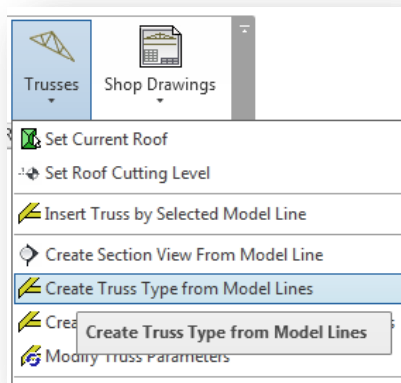 Trusses
Shop Drawings
Set Current Roof
Set Roof Cutting Level
Insert Truss by Selected Model Line
Create Section View From Model Line
Create Truss Type from Model Lines
Crea
Create Truss Type from Model Lines
Modify Truss Parameters